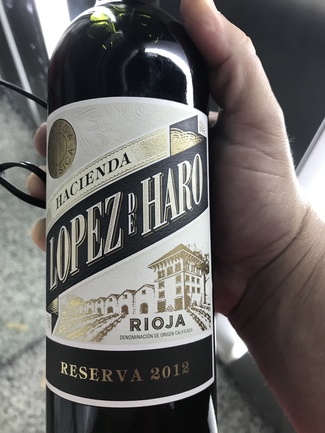 HACIENDA
LOPEZ DE HARO
RIOJA
DENOMINACIÓN DE ORIGEN CALIFICADA
RESERVA 2012